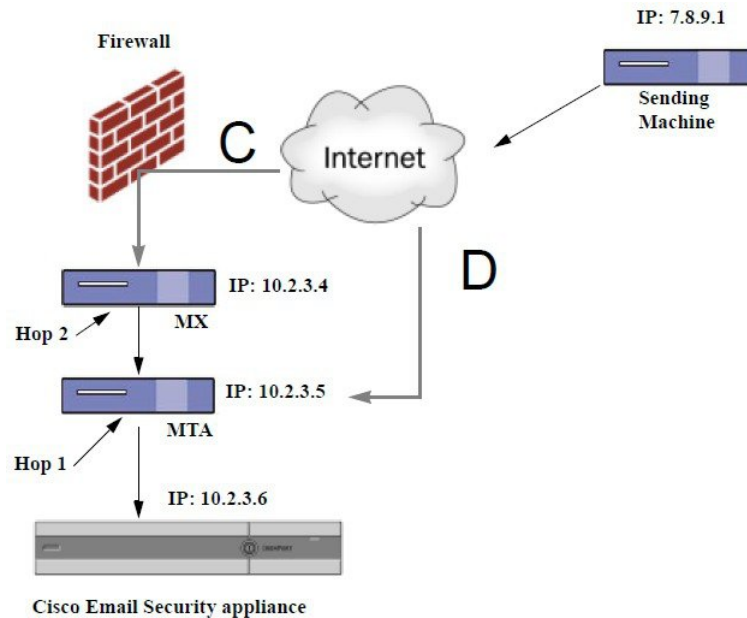 IP: 7.8.9.1
Firewall
Sending
Machine
C
Internet
D
IP: 10.2.3.4
MX
Hop 2
IP: 10.2.3.5
MTA
Hop 1
IP: 10.2.3.6
Cisco Email Security appliance